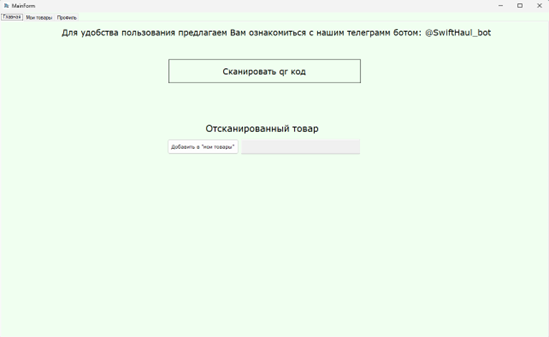 MainForm
Главная Мои товары Профиль
Для удобства пользования предлагаем Вам ознакомиться с нашим телеграмм ботом: @SwiftHaul_bot
Сканировать qr код
Отсканированный товар
Добавить в "мои товары"